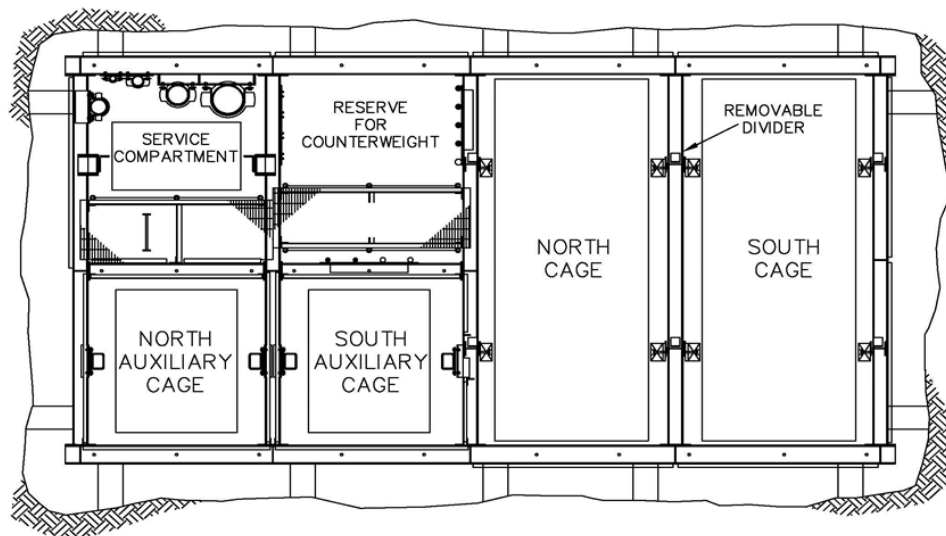 SERVICE
COMPARTMENT
RESERVE
FOR
COUNTERWEIGHT
REMOVABLE
DIVIDER
NORTH
CAGE
SOUTH
CAGE
NORTH
AUXILIARY
CAGE
SOUTH
AUXILIARY
CAGE